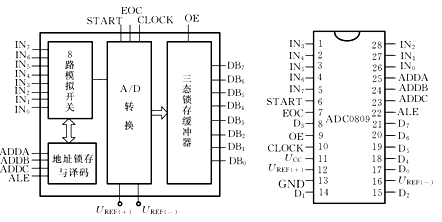 EOC
START CLOCK OE
IN₇
IN₆
IN₅
IN₄
IN₃
IN₂
IN₁
IN₀
8
路
模
拟
开
关
A/D
转
换
三
态
锁
存
缓
冲
器
DB₇
DB₆
DB₅
DB₄
DB₃
DB₂
DB₁
DB₀
ADDA
ADDB
ADDC
ALE
地址锁存
与译码
U_REF(+) U_REF(−)
IN₃ 1 28 IN₂
IN₄ 2 27 IN₁
IN₅ 3 26 IN₀
IN₆ 4 25 ADDA
IN₇ 5 24 ADDB
START 6 23 ADDC
EOC 7 ADC0809 22 ALE
D₃ 8 21 D₇
OE 9 20 D₆
CLOCK 10 19 D₅
U_CC 11 18 D₄
U_REF(+) 12 17 D₀
GND 13 16 U_REF(−)
D₁ 14 15 D₂